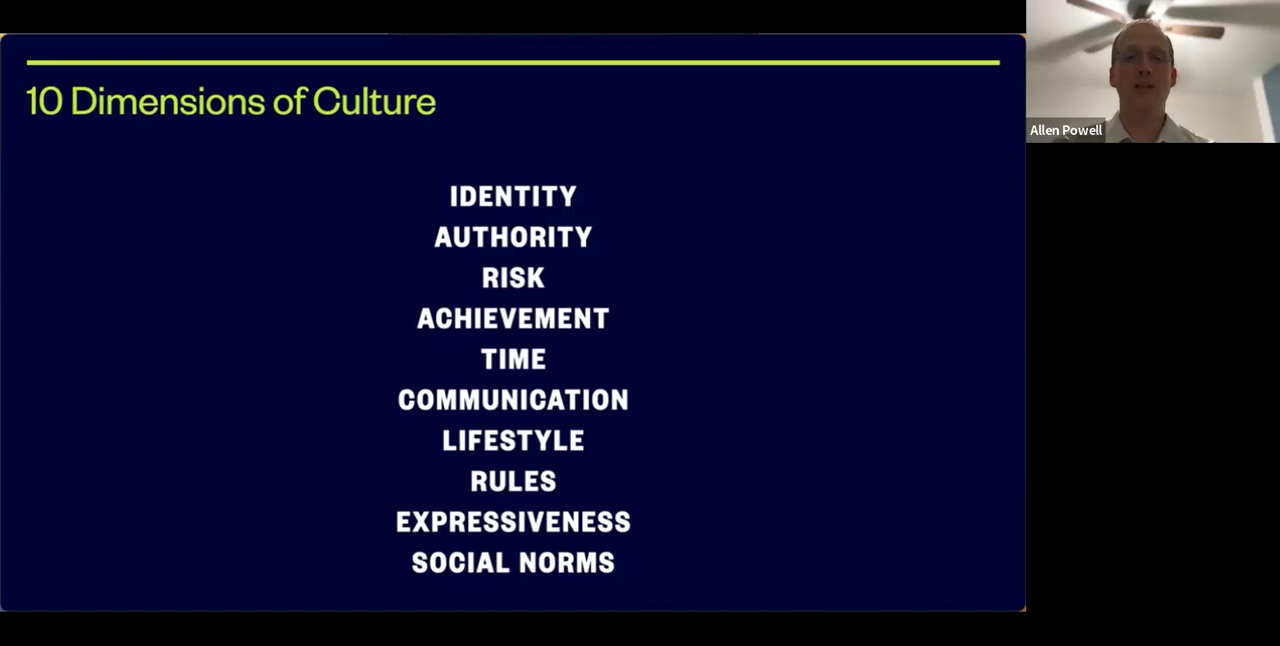 10 Dimensions of Culture
IDENTITY
AUTHORITY
RISK
ACHIEVEMENT
TIME
COMMUNICATION
LIFESTYLE
RULES
EXPRESSIVENESS
SOCIAL NORMS
Allen Powell